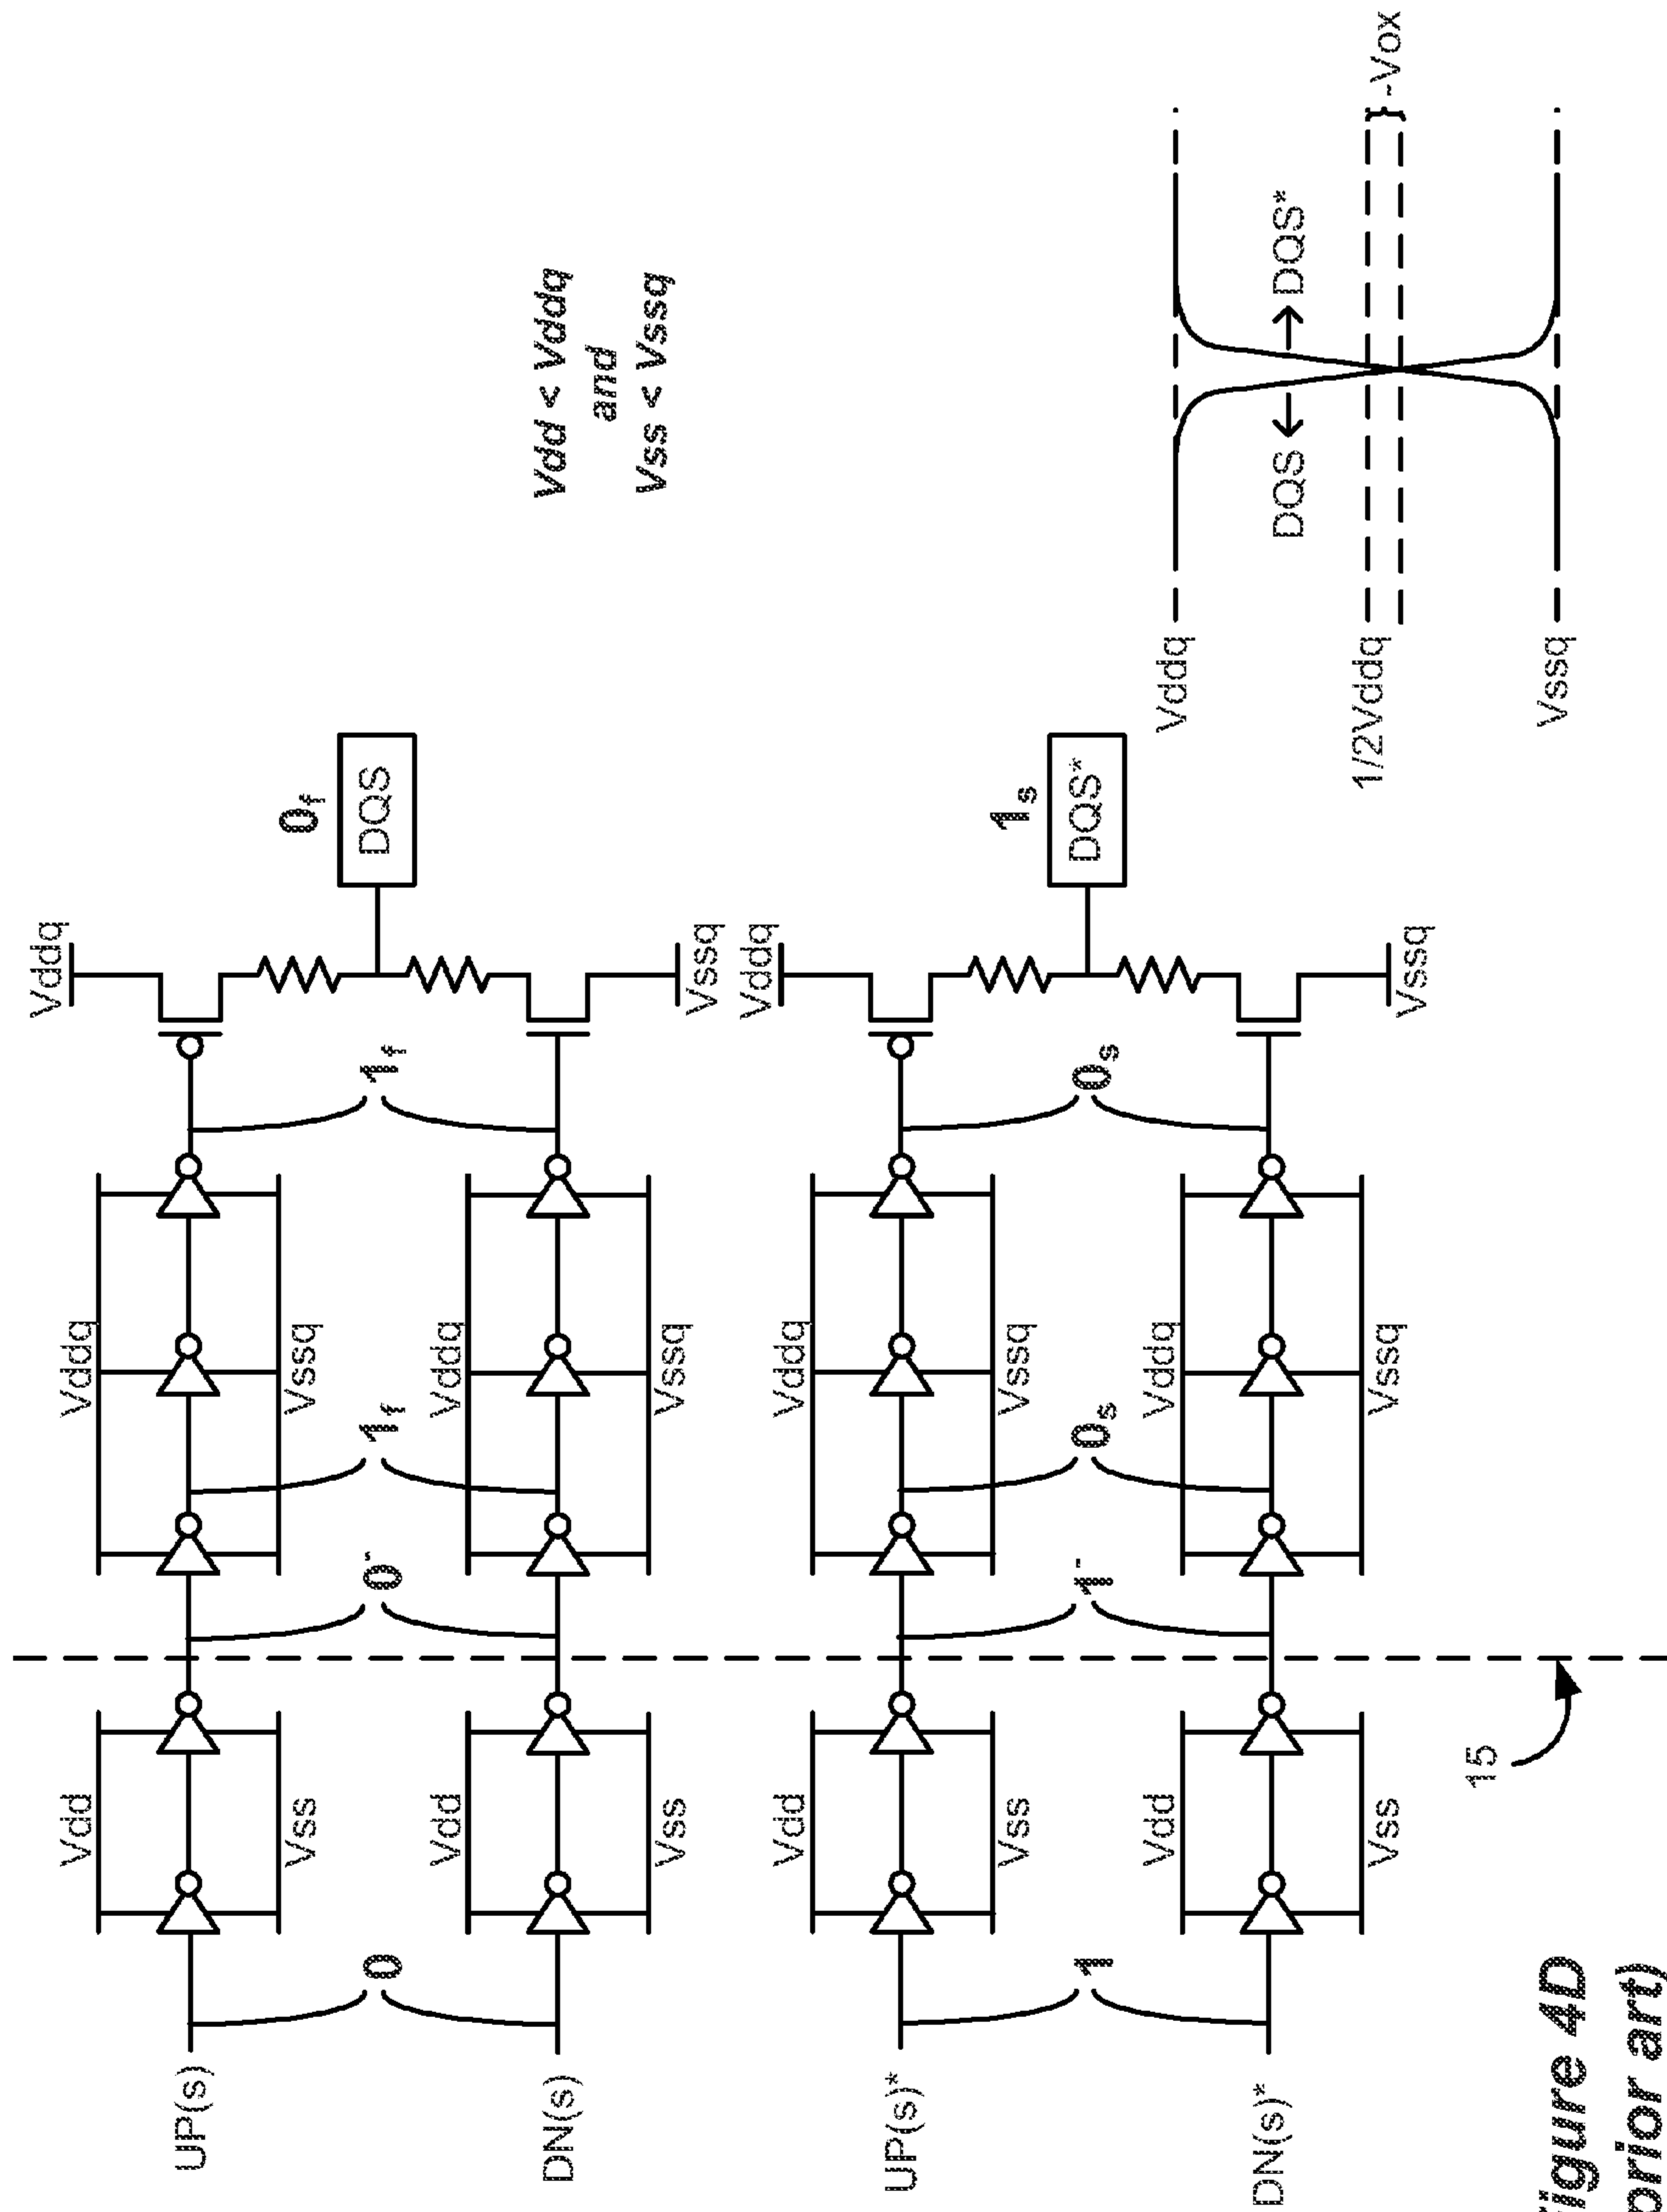 Vdd
Vddq
Vddq
UP(s)
0
0-
1f
1f
Vss
Vssq
0f
DQS
Vdd
Vddq
DN(s)
Vss
Vssq
Vssq
Vdd < Vddq
and
Vss < Vssq
Vdd
Vddq
Vddq
UP(s)*
1
1-
0s
0s
Vss
Vssq
1s
DQS*
Vdd
Vddq
DN(s)*
Vss
Vssq
Vssq
Vddq
DQS
DQS*
1/2Vddq
~Vox
Vssq
15
igure 4D
prior art)